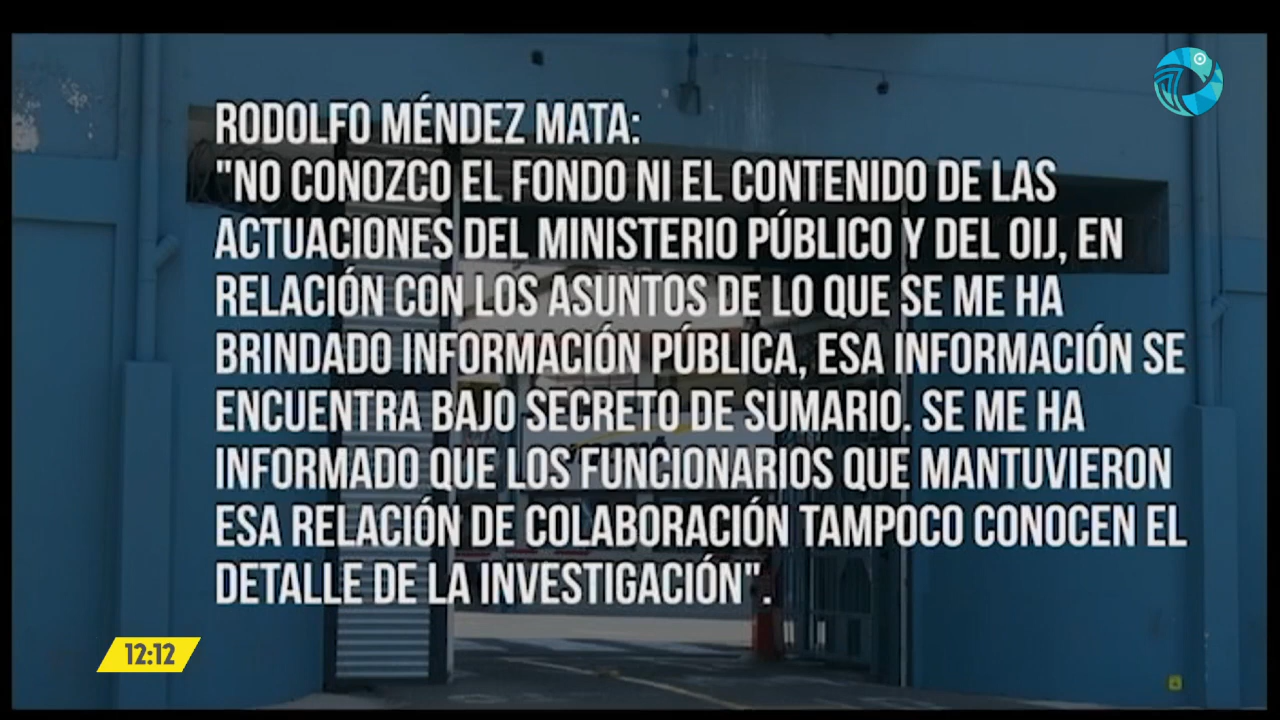 RODOLFO MÉNDEZ MATA:
"NO CONOZCO EL FONDO NI EL CONTENIDO DE LAS
ACTUACIONES DEL MINISTERIO PÚBLICO Y DEL OIJ, EN
RELACIÓN CON LOS ASUNTOS DE LO QUE SE ME HA
BRINDADO INFORMACIÓN PÚBLICA, ESA INFORMACIÓN SE
ENCUENTRA BAJO SECRETO DE SUMARIO. SE ME HA
INFORMADO QUE LOS FUNCIONARIOS QUE MANTUVIERON
ESA RELACIÓN DE COLABORACIÓN TAMPOCO CONOCEN EL
DETALLE DE LA INVESTIGACIÓN".
12:12